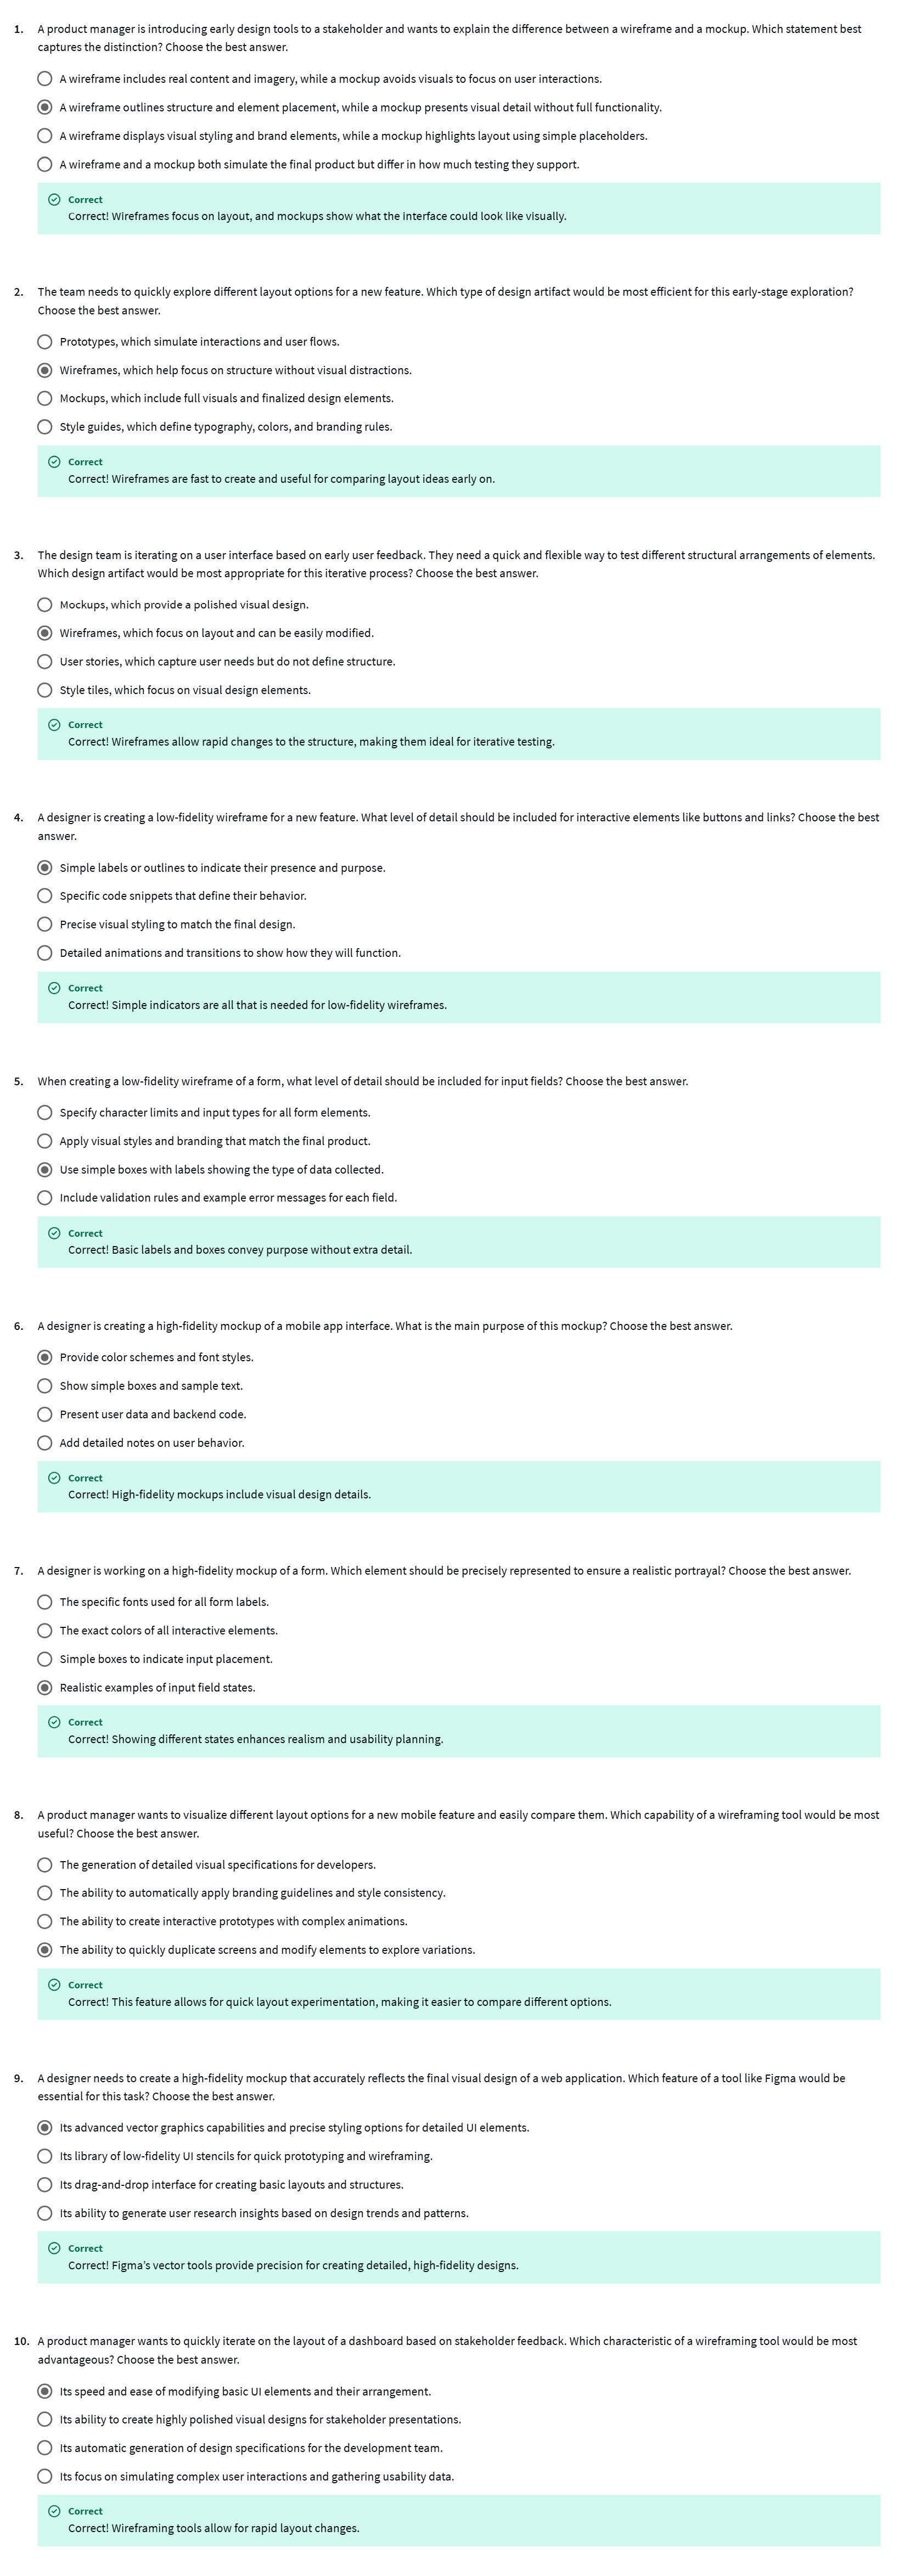 1. A product manager is introducing early design tools to a stakeholder and wants to explain the difference between a wireframe and a mockup. Which statement best
captures the distinction? Choose the best answer.
A wireframe includes real content and imagery, while a mockup avoids visuals to focus on user interactions.
A wireframe outlines structure and element placement, while a mockup presents visual detail without full functionality.
A wireframe displays visual styling and brand elements, while a mockup highlights layout using simple placeholders.
A wireframe and a mockup both simulate the final product but differ in how much testing they support.
Correct
Correct! Wireframes focus on layout, and mockups show what the interface could look like visually.
2. The team needs to quickly explore different layout options for a new feature. Which type of design artifact would be most efficient for this early-stage exploration?
Choose the best answer.
Prototypes, which simulate interactions and user flows.
Wireframes, which help focus on structure without visual distractions.
Mockups, which include full visuals and finalized design elements.
Style guides, which define typography, colors, and branding rules.
Correct
Correct! Wireframes are fast to create and useful for comparing layout ideas early on.
3. The design team is iterating on a user interface based on early user feedback. They need a quick and flexible way to test different structural arrangements of elements.
Which design artifact would be most appropriate for this iterative process? Choose the best answer.
Mockups, which provide a polished visual design.
Wireframes, which focus on layout and can be easily modified.
User stories, which capture user needs but do not define structure.
Style tiles, which focus on visual design elements.
Correct
Correct! Wireframes allow rapid changes to the structure, making them ideal for iterative testing.
4. A designer is creating a low-fidelity wireframe for a new feature. What level of detail should be included for interactive elements like buttons and links? Choose the best
answer.
Simple labels or outlines to indicate their presence and purpose.
Specific code snippets that define their behavior.
Precise visual styling to match the final design.
Detailed animations and transitions to show how they will function.
Correct
Correct! Simple indicators are all that is needed for low-fidelity wireframes.
5. When creating a low-fidelity wireframe of a form, what level of detail should be included for input fields? Choose the best answer.
Specify character limits and input types for all form elements.
Apply visual styles and branding that match the final product.
Use simple boxes with labels showing the type of data collected.
Include validation rules and example error messages for each field.
Correct
Correct! Basic labels and boxes convey purpose without extra detail.
6. A designer is creating a high-fidelity mockup of a mobile app interface. What is the main purpose of this mockup? Choose the best answer.
Provide color schemes and font styles.
Show simple boxes and sample text.
Present user data and backend code.
Add detailed notes on user behavior.
Correct
Correct! High-fidelity mockups include visual design details.
7. A designer is working on a high-fidelity mockup of a form. Which element should be precisely represented to ensure a realistic portrayal? Choose the best answer.
The specific fonts used for all form labels.
The exact colors of all interactive elements.
Simple boxes to indicate input placement.
Realistic examples of input field states.
Correct
Correct! Showing different states enhances realism and usability planning.
8. A product manager wants to visualize different layout options for a new mobile feature and easily compare them. Which capability of a wireframing tool would be most
useful? Choose the best answer.
The generation of detailed visual specifications for developers.
The ability to automatically apply branding guidelines and style consistency.
The ability to create interactive prototypes with complex animations.
The ability to quickly duplicate screens and modify elements to explore variations.
Correct
Correct! This feature allows for quick layout experimentation, making it easier to compare different options.
9. A designer needs to create a high-fidelity mockup that accurately reflects the final visual design of a web application. Which feature of a tool like Figma would be
essential for this task? Choose the best answer.
Its advanced vector graphics capabilities and precise styling options for detailed UI elements.
Its library of low-fidelity UI stencils for quick prototyping and wireframing.
Its drag-and-drop interface for creating basic layouts and structures.
Its ability to generate user research insights based on design trends and patterns.
Correct
Correct! Figma’s vector tools provide precision for creating detailed, high-fidelity designs.
10. A product manager wants to quickly iterate on the layout of a dashboard based on stakeholder feedback. Which characteristic of a wireframing tool would be most
advantageous? Choose the best answer.
Its speed and ease of modifying basic UI elements and their arrangement.
Its ability to create highly polished visual designs for stakeholder presentations.
Its automatic generation of design specifications for the development team.
Its focus on simulating complex user interactions and gathering usability data.
Correct
Correct! Wireframing tools allow for rapid layout changes.